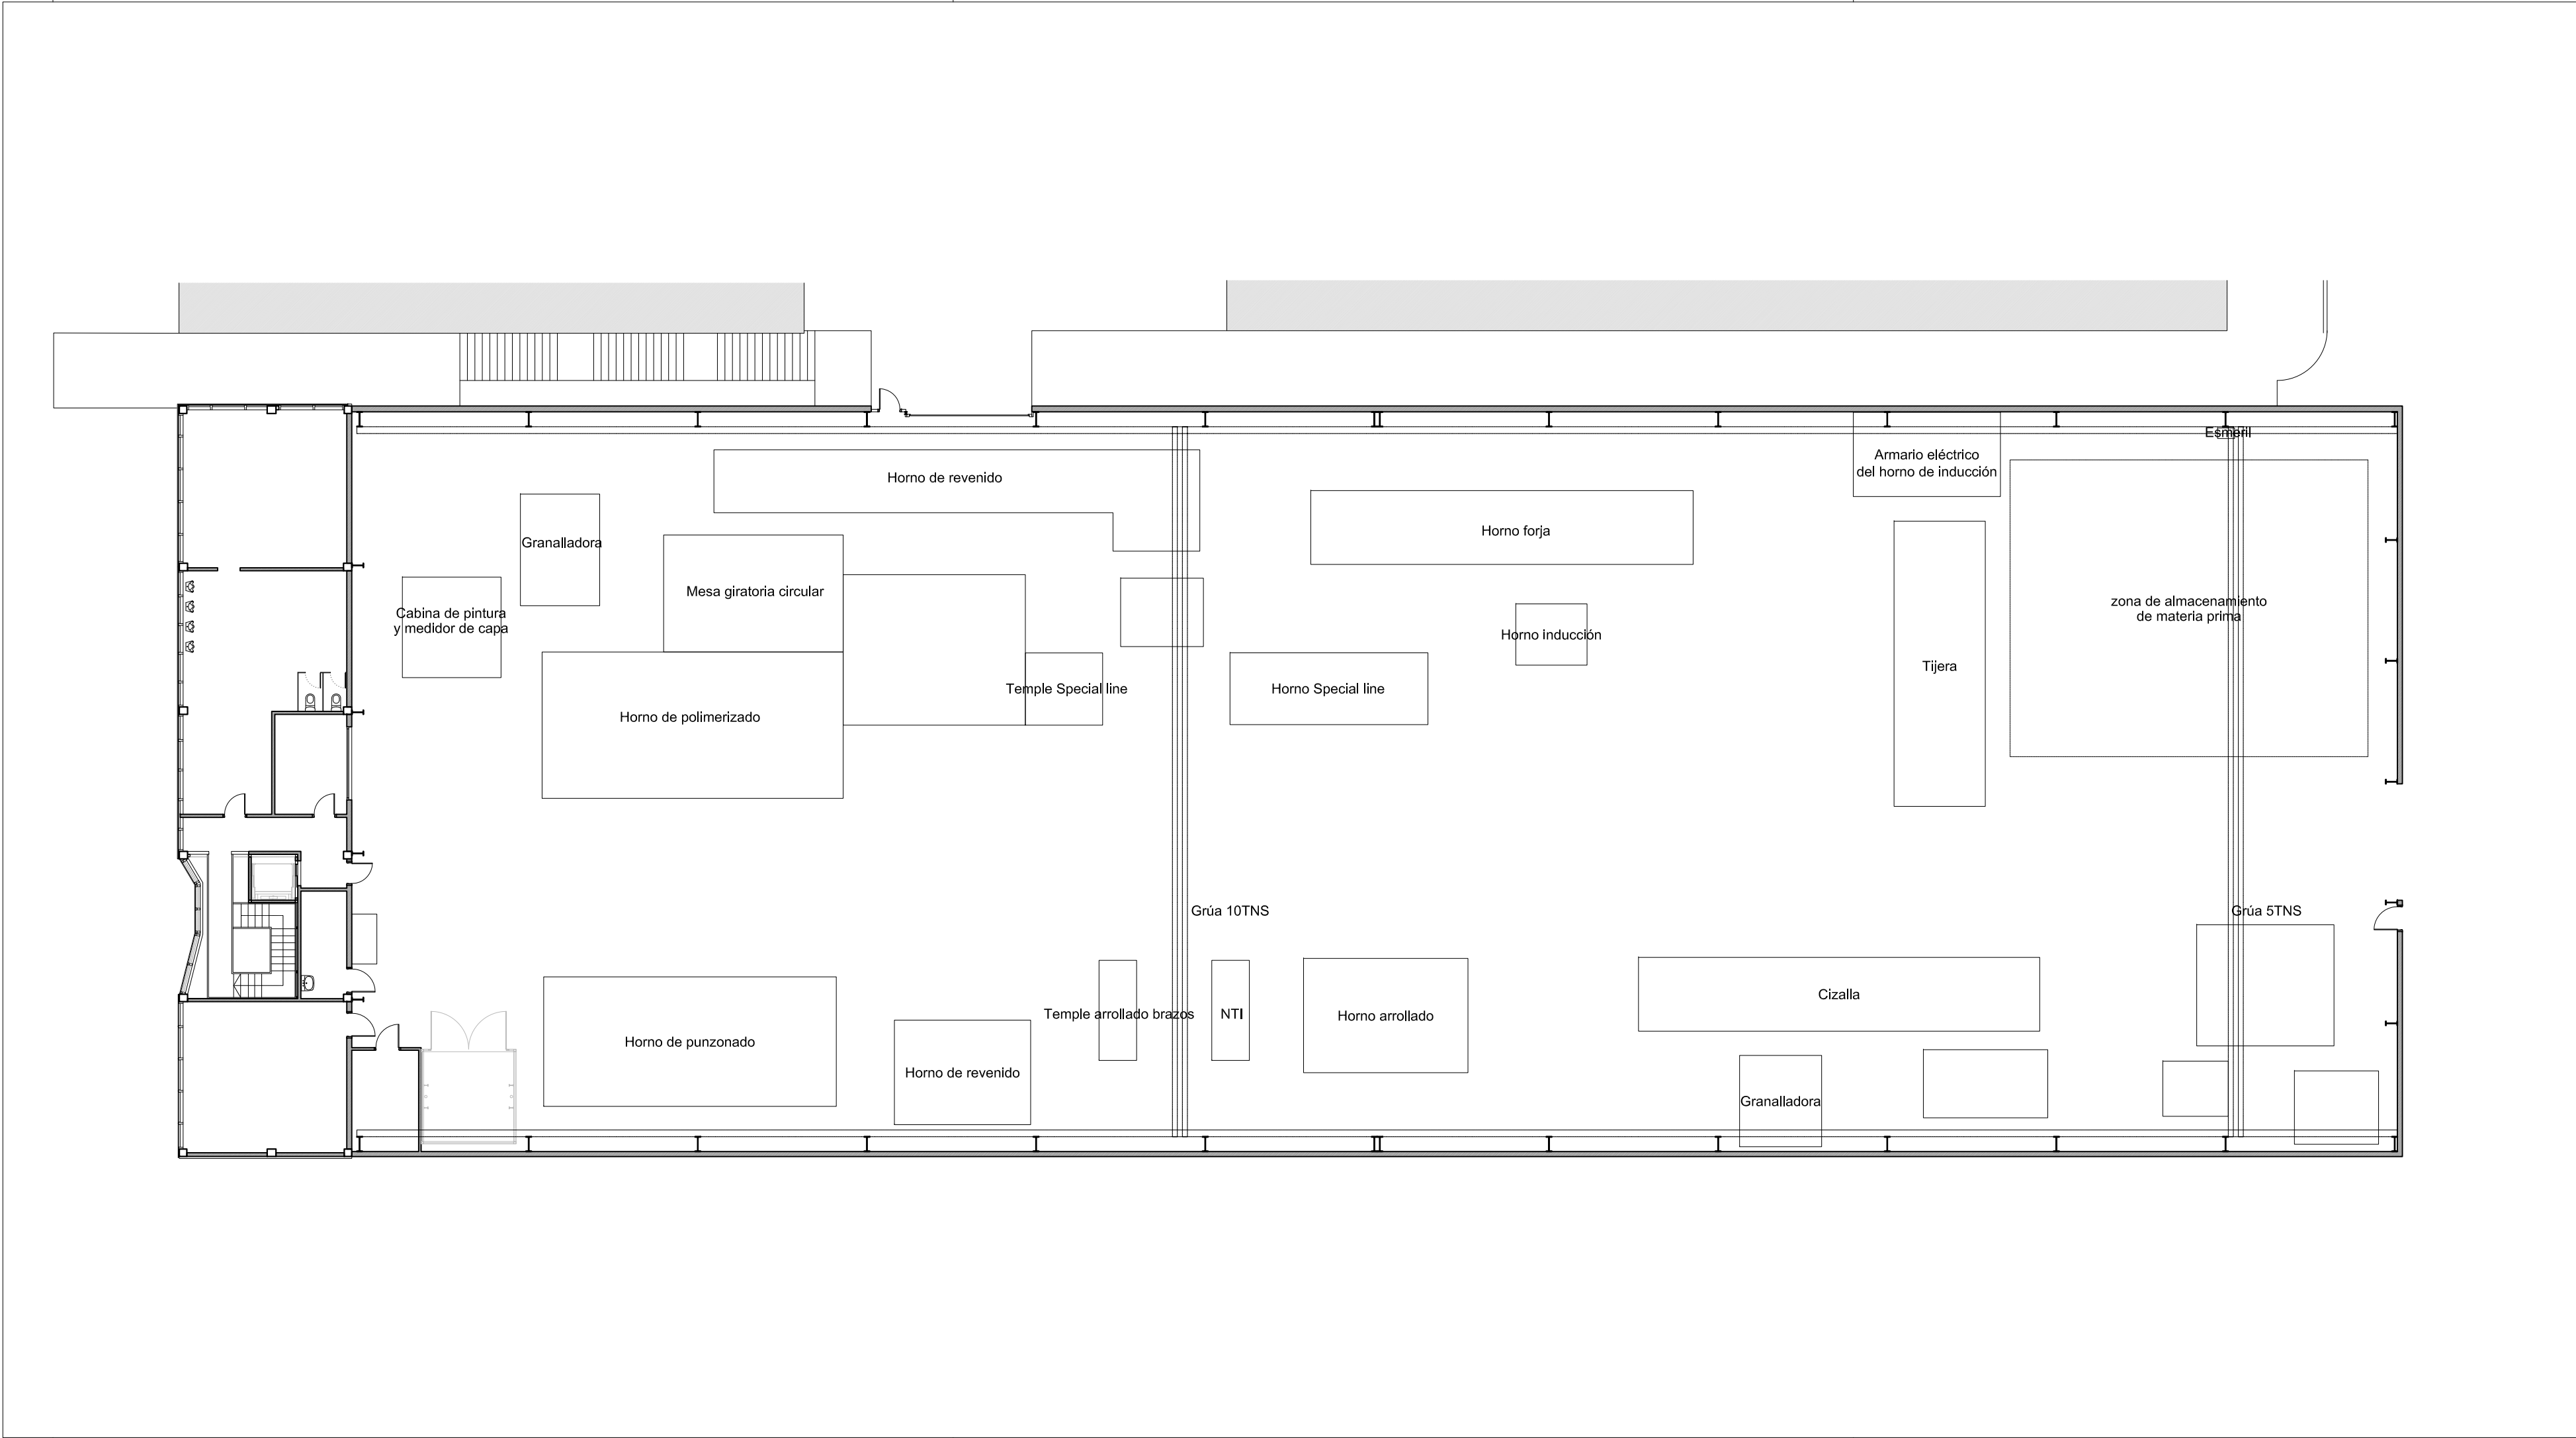 Esmeril
Armario eléctrico
del horno de inducción
Horno de revenido
Horno forja
Granalladora
Mesa giratoria circular
zona de almacenamiento
de materia prima
Cabina de pintura
y medidor de capa
Horno inducción
Tijera
Temple Special line
Horno Special line
Horno de polimerizado
Grúa 10TNS
Grúa 5TNS
Cizalla
Temple arrollado brazos
NTI
Horno arrollado
Horno de punzonado
Horno de revenido
Granalladora